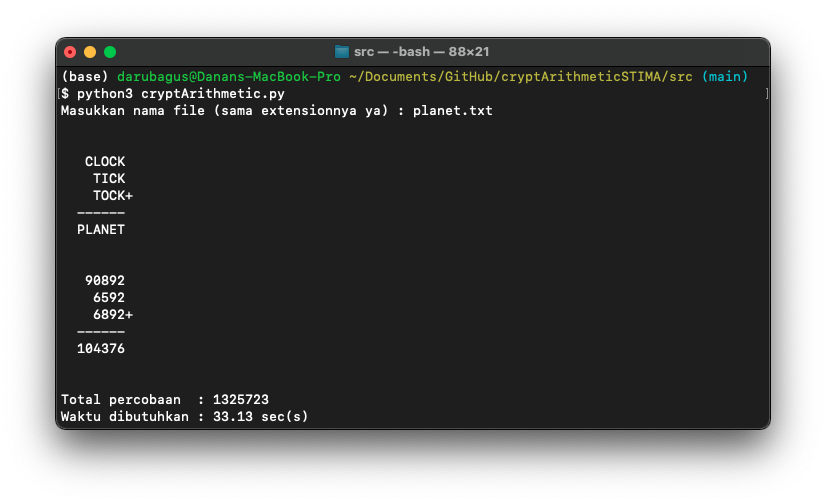 src — -bash — 88×21
(base) darubagus@Danans-MacBook-Pro ~/Documents/GitHub/cryptArithmeticSTIMA/src (main)
[$ python3 cryptArithmetic.py ]
Masukkan nama file (sama extensionnya ya) : planet.txt
CLOCK
TICK
TOCK+
------
PLANET
90892
6592
6892+
------
104376
Total percobaan  : 1325723
Waktu dibutuhkan : 33.13 sec(s)